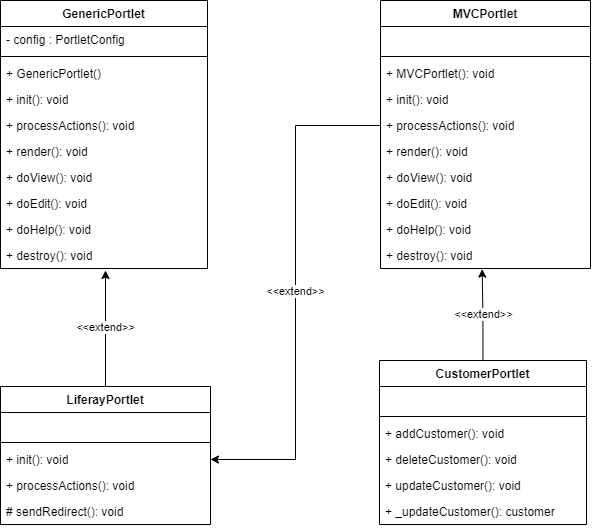 GenericPortlet
- config : PortletConfig
+ GenericPortlet()
+ init(): void
+ processActions(): void
+ render(): void
+ doView(): void
+ doEdit(): void
+ doHelp(): void
+ destroy(): void
MVCPortlet
+ MVCPortlet(): void
+ init(): void
+ processActions(): void
+ render(): void
+ doView(): void
+ doEdit(): void
+ doHelp(): void
+ destroy(): void
<<extend>>
<<extend>>
<<extend>>
LiferayPortlet
+ init(): void
+ processActions(): void
# sendRedirect(): void
CustomerPortlet
+ addCustomer(): void
+ deleteCustomer(): void
+ updateCustomer(): void
+ _updateCustomer(): customer